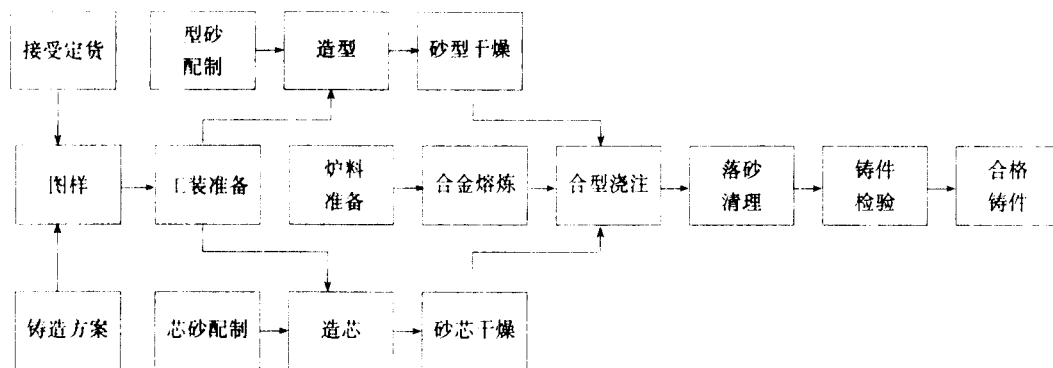 接受定货
型砂
配制
造型
砂型干燥
图样
工装准备
炉料
准备
合金熔炼
合型浇注
落砂
清理
铸件
检验
合格
铸件
铸造方案
芯砂配制
造芯
砂芯干燥